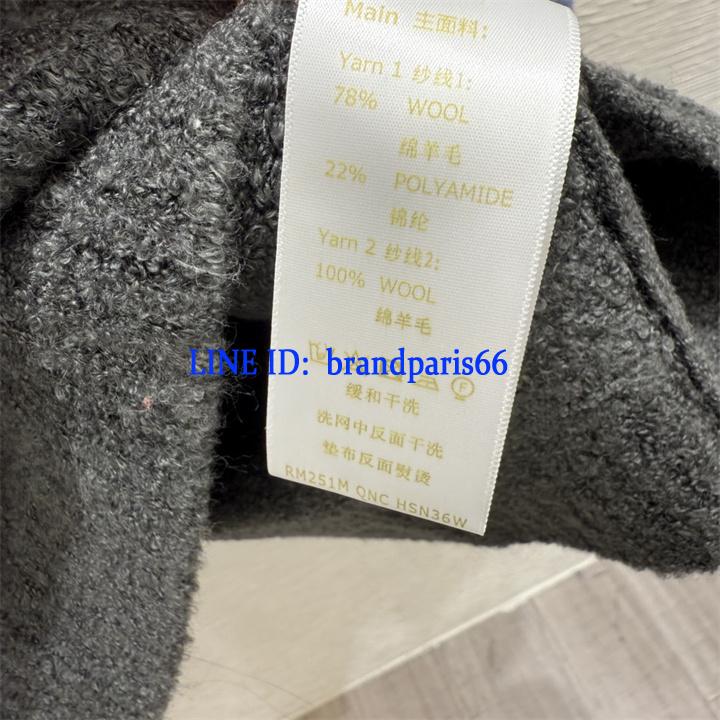 Main 主面料:
Yarn 1 纱线1:
78% WOOL
绵羊毛
22% POLYAMIDE
锦纶
Yarn 2 纱线2:
100% WOOL
绵羊毛
LINE ID: brandparis66
F
缓和干洗
洗网中反面干洗
垫布反面熨烫
RM251M QNC HSN36W